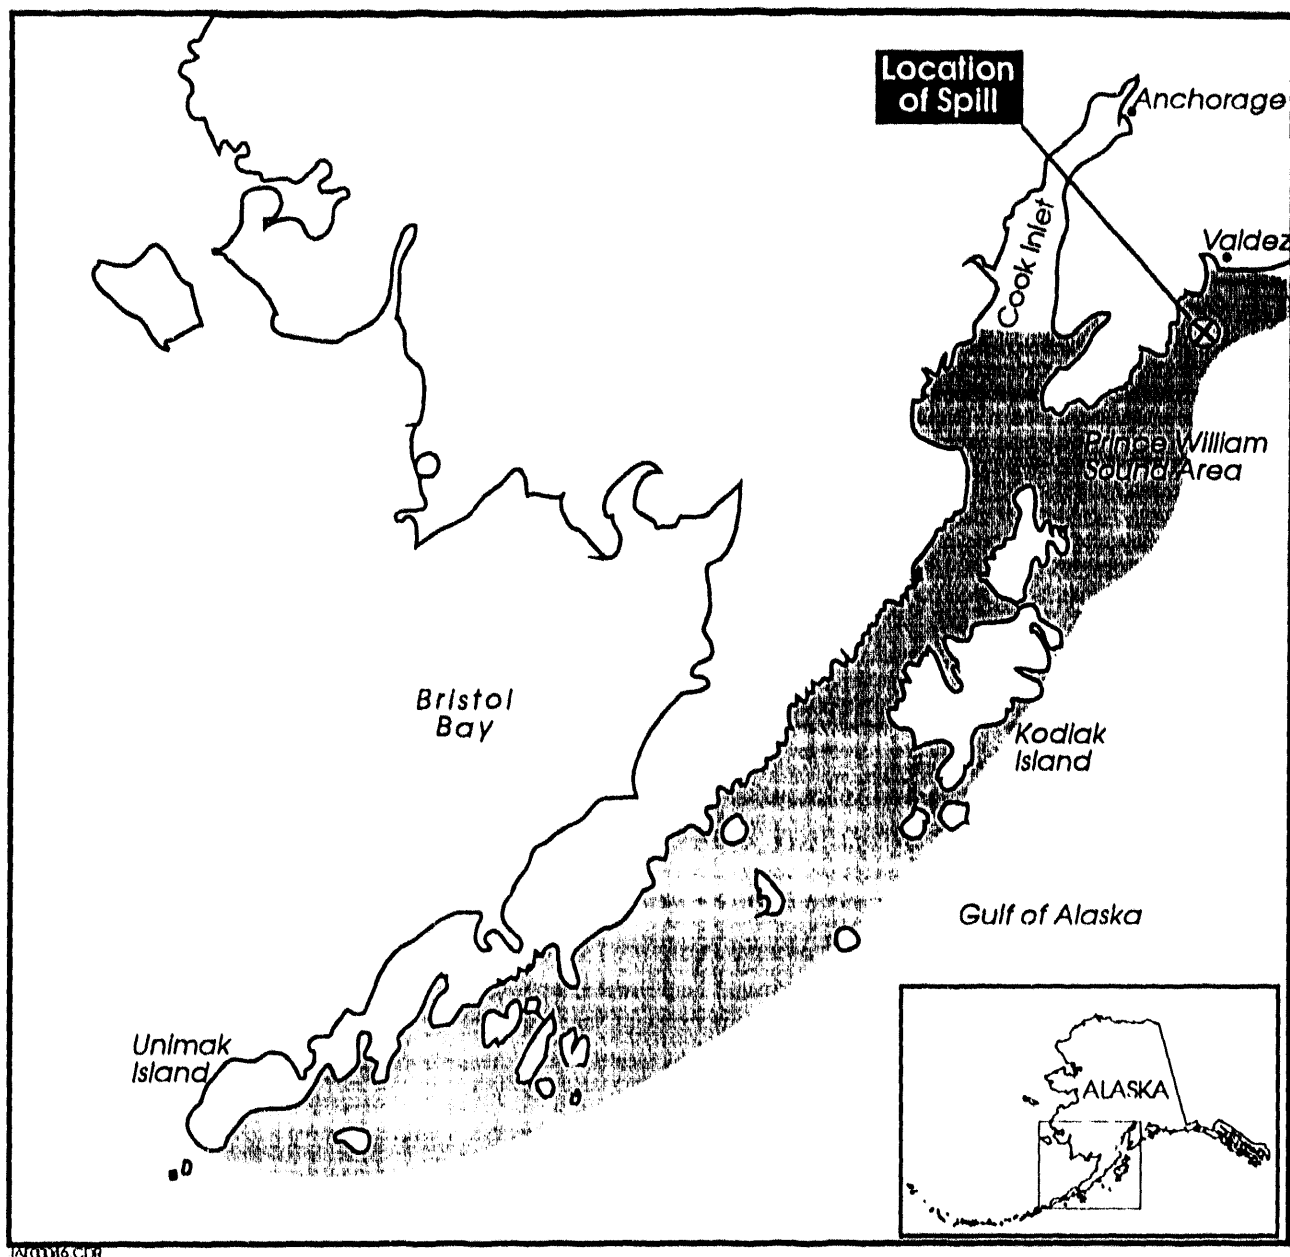 Location
of Spill
Anchorage
Cook Inlet
Valdez
Prince William
Sound Area
Bristol
Bay
Kodiak
Island
Gulf of Alaska
Unimak
Island
ALASKA